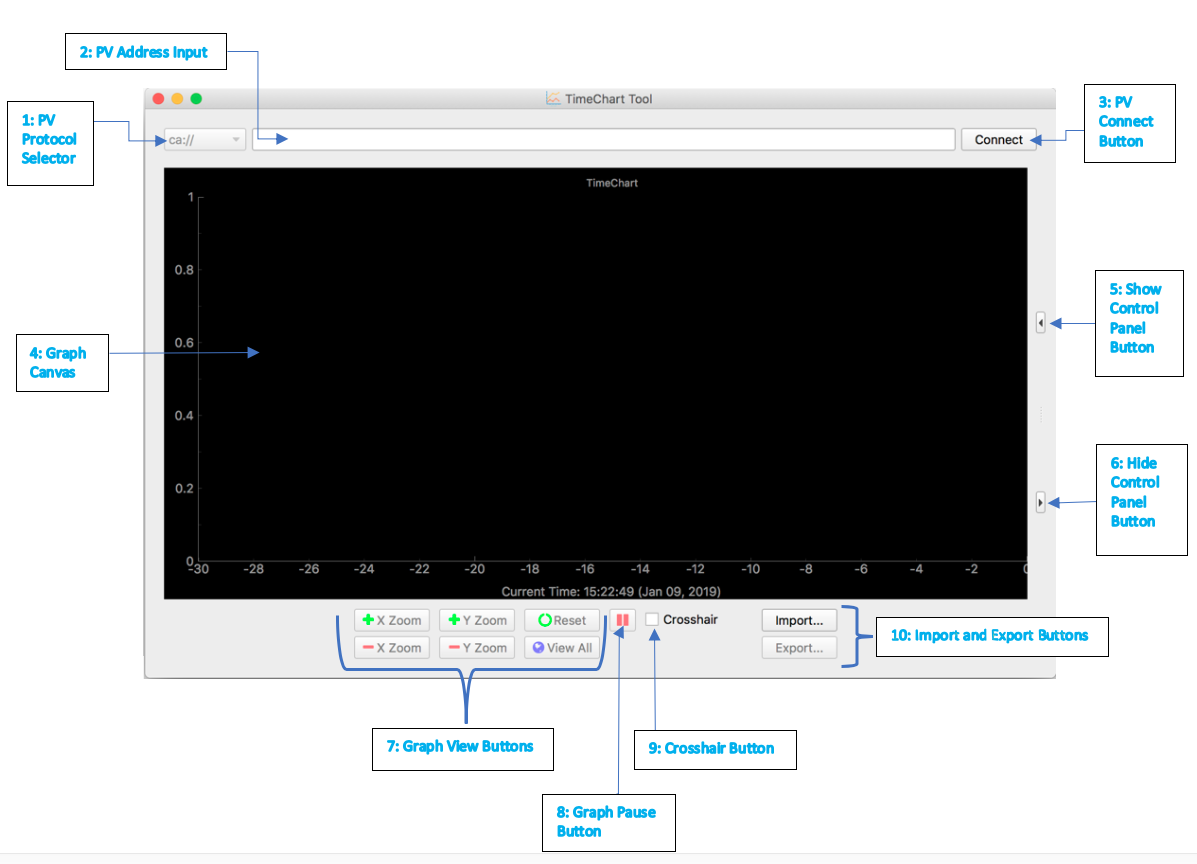 2: PV Address Input
1: PV
Protocol
Selector
3: PV
Connect
Button
TimeChart Tool
ca://
Connect
TimeChart
1
0.8
0.6
0.4
0.2
0
-30 -28 -26 -24 -22 -20 -18 -16 -14 -12 -10 -8 -6 -4 -2 0
Current Time: 15:22:49 (Jan 09, 2019)
4: Graph
Canvas
5: Show
Control
Panel
Button
6: Hide
Control
Panel
Button
X Zoom Y Zoom Reset Crosshair Import...
X Zoom Y Zoom View All Export...
10: Import and Export Buttons
7: Graph View Buttons
9: Crosshair Button
8: Graph Pause
Button